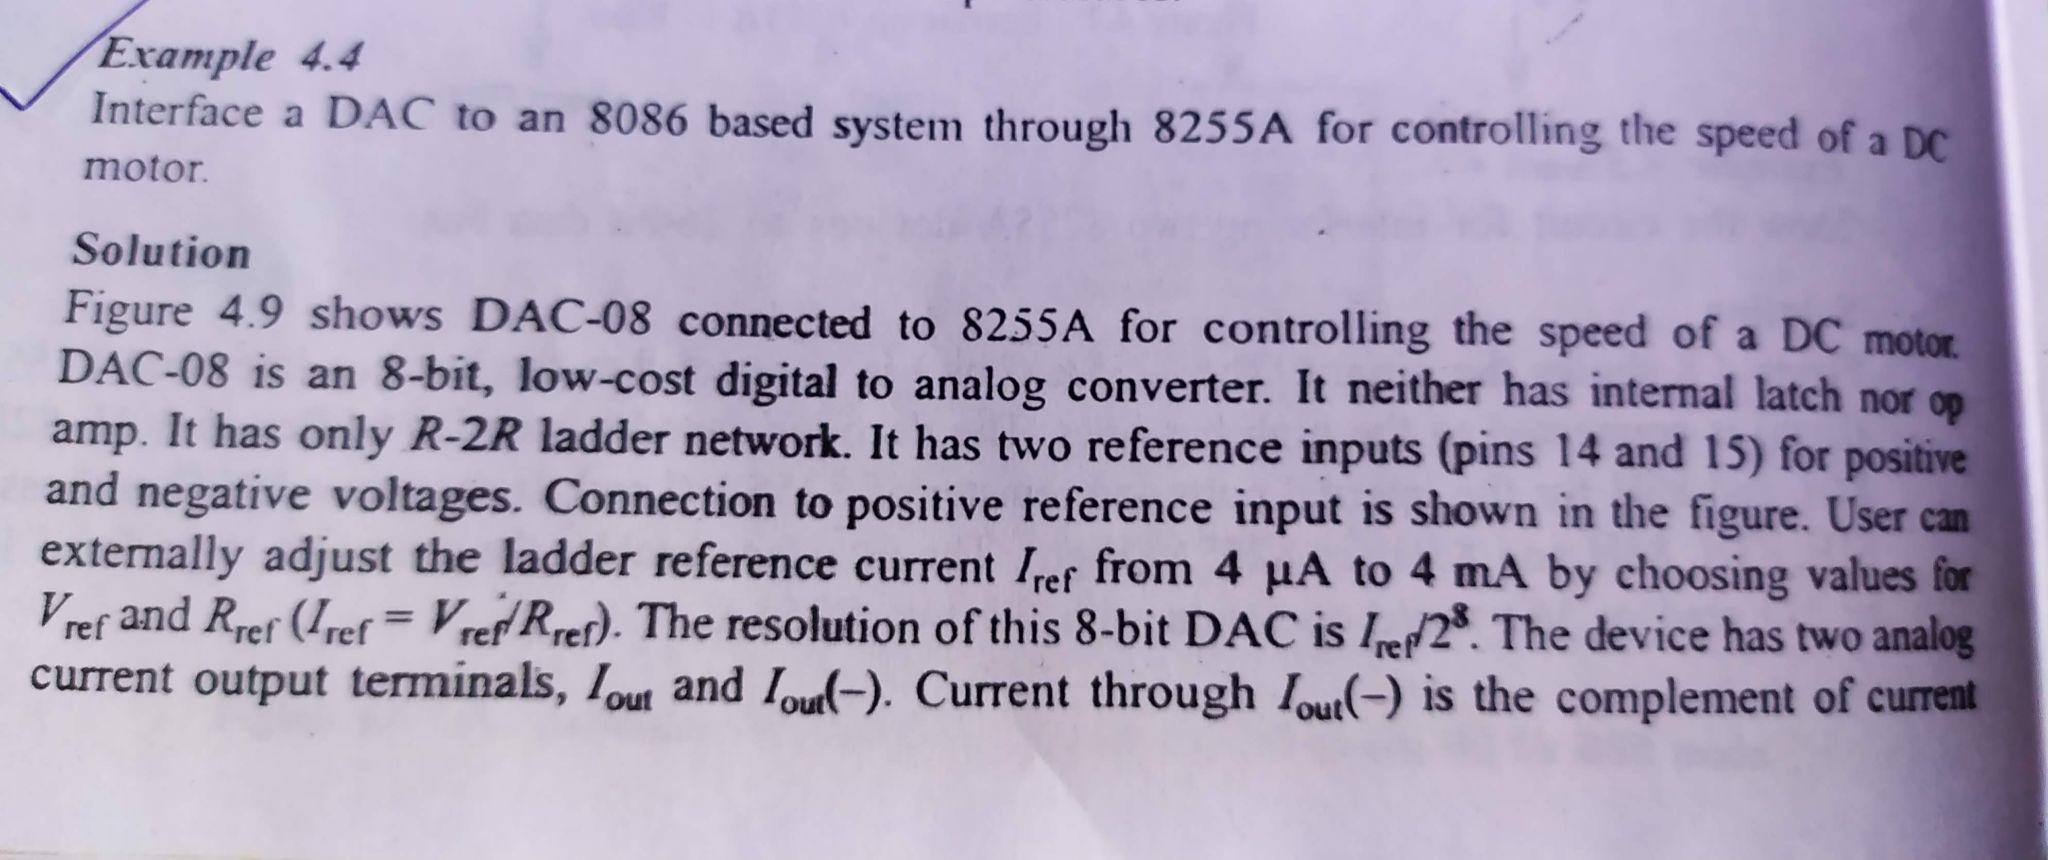 Example 4.4
Interface a DAC to an 8086 based system through 8255A for controlling the speed of a DC
motor.
Solution
Figure 4.9 shows DAC-08 connected to 8255A for controlling the speed of a DC motor.
DAC-08 is an 8-bit, low-cost digital to analog converter. It neither has internal latch nor op
amp. It has only R-2R ladder network. It has two reference inputs (pins 14 and 15) for positive
and negative voltages. Connection to positive reference input is shown in the figure. User can
externally adjust the ladder reference current Iref from 4 µA to 4 mA by choosing values for
Vref and Rref (Iref = Vref/Rref). The resolution of this 8-bit DAC is Iref/2⁸. The device has two analog
current output terminals, Iout and Iout(–). Current through Iout(–) is the complement of current